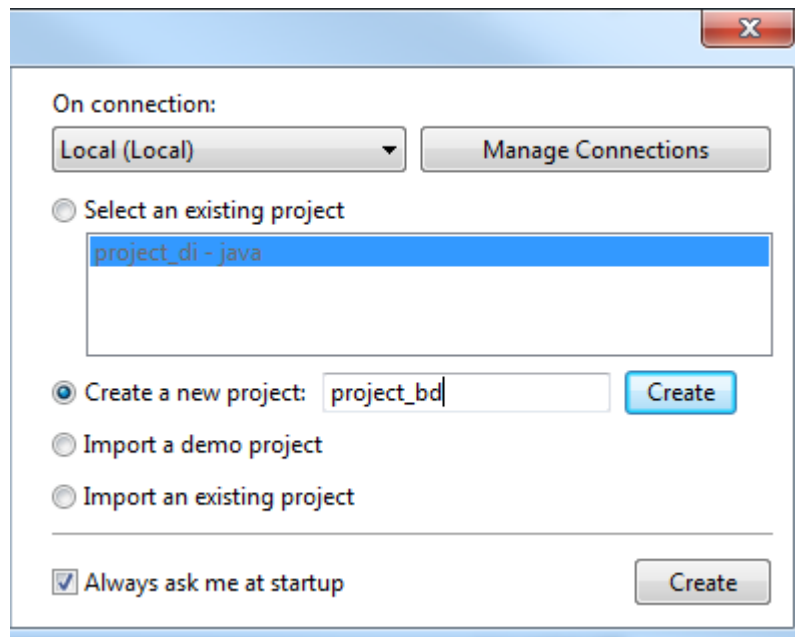 On connection:
Local (Local) Manage Connections
Select an existing project
project_di - java
Create a new project: project_bd Create
Import a demo project
Import an existing project
Always ask me at startup Create